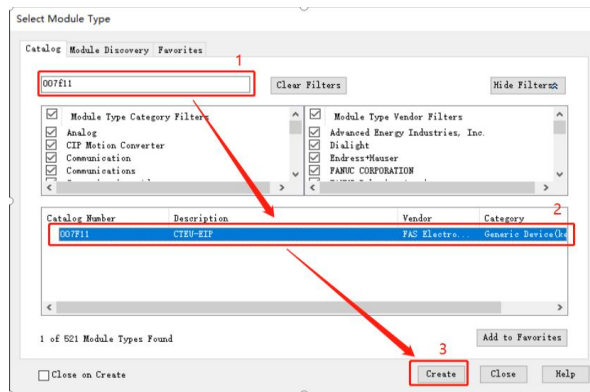 Select Module Type
Catalog Module Discovery Favorites
1
007f11 Clear Filters Hide Filters
Module Type Category Filters Module Type Vendor Filters
Analog Advanced Energy Industries, Inc.
CIP Motion Converter Dialight
Communication Endress+Hauser
Communications FANUC CORPORATION
2
Catalog Number Description Vendor Category
007F11 CTEU-EIP FAS Electro... Generic Device(ke
1 of 521 Module Types Found Add to Favorites
3
Close on Create Create Close Help